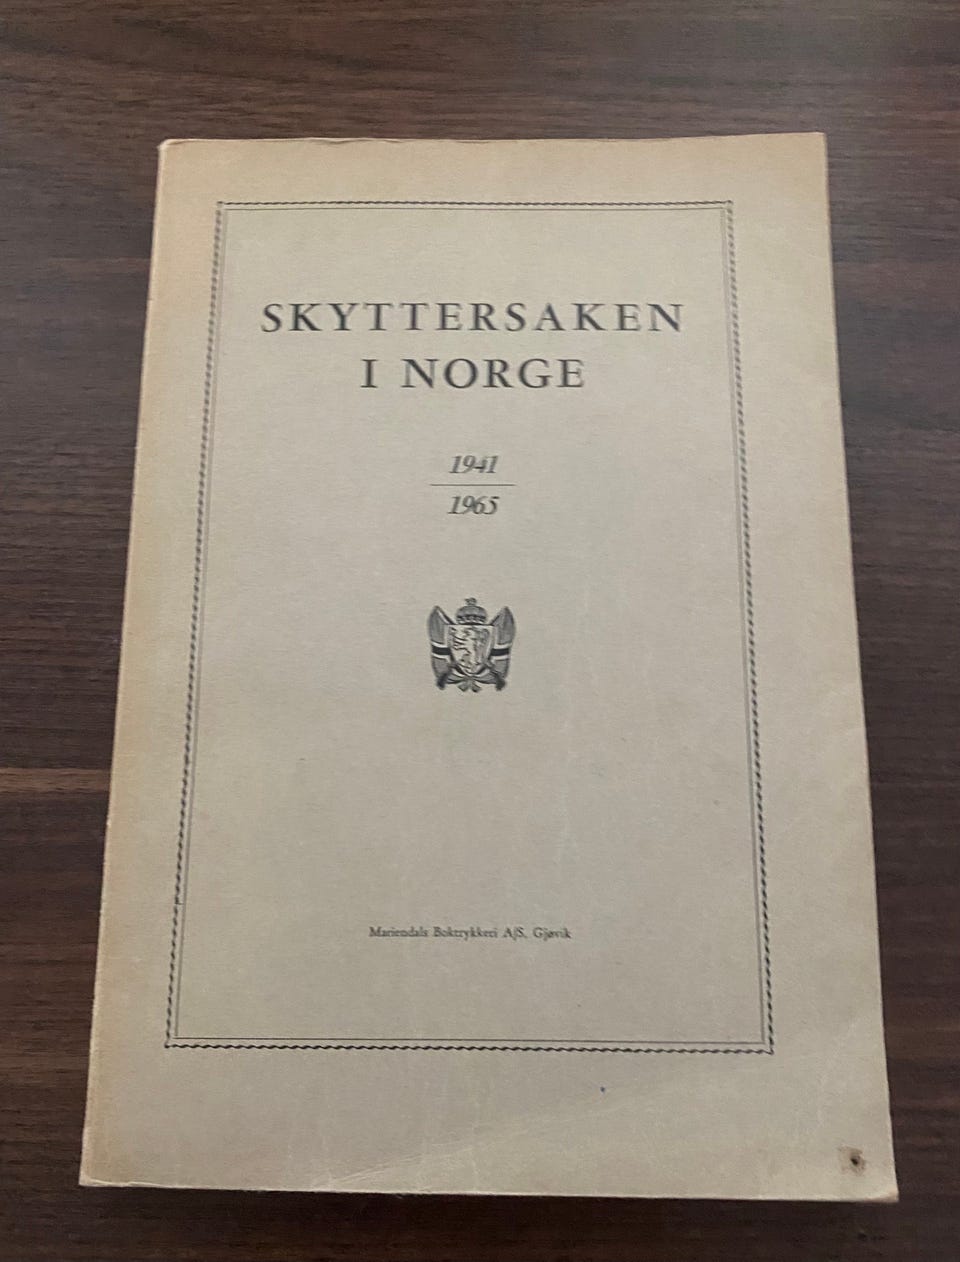 SKYTTERSAKEN
I NORGE
1941
1965
Mariendals Boktrykkeri A/S, Gjøvik